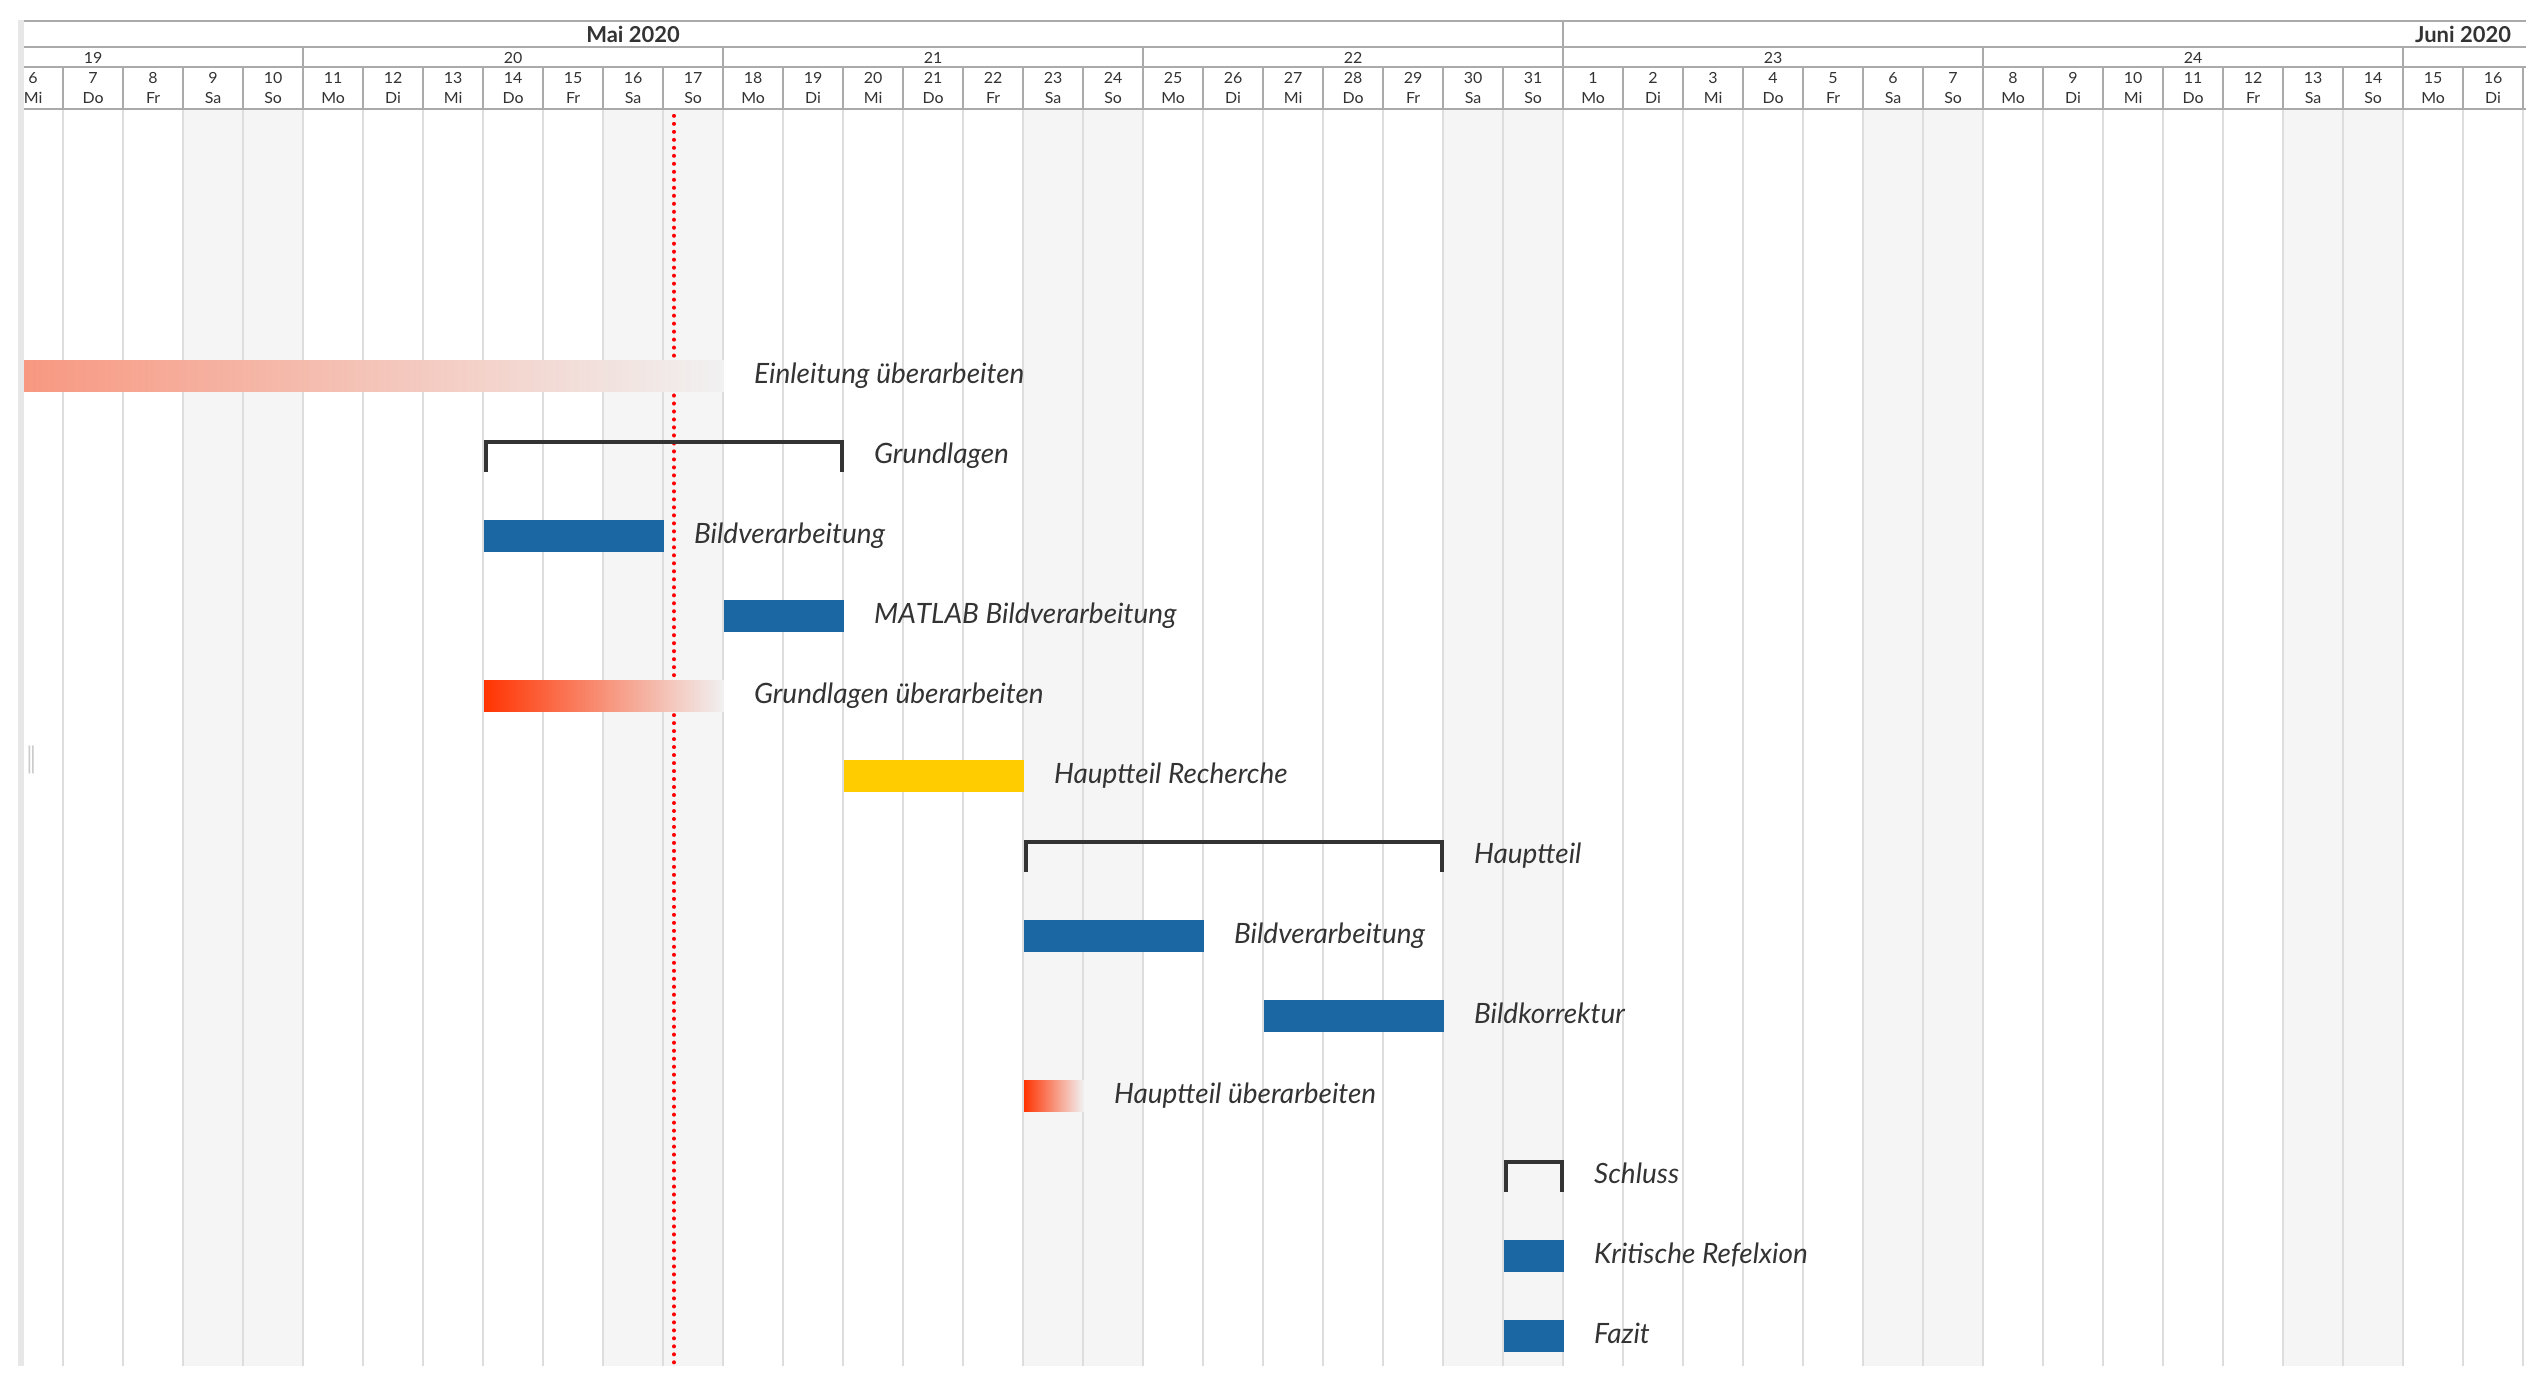 Mai 2020 Juni 2020
19 20 21 22 23 24
6 7 8 9 10 11 12 13 14 15 16 17 18 19 20 21 22 23 24 25 26 27 28 29 30 31 1 2 3 4 5 6 7 8 9 10 11 12 13 14 15 16
Mi Do Fr Sa So Mo Di Mi Do Fr Sa So Mo Di Mi Do Fr Sa So Mo Di Mi Do Fr Sa So Mo Di Mi Do Fr Sa So Mo Di Mi Do Fr Sa So Mo Di
Einleitung überarbeiten
Grundlagen
Bildverarbeitung
MATLAB Bildverarbeitung
Grundlagen überarbeiten
Hauptteil Recherche
Hauptteil
Bildverarbeitung
Bildkorrektur
Hauptteil überarbeiten
Schluss
Kritische Refelxion
Fazit